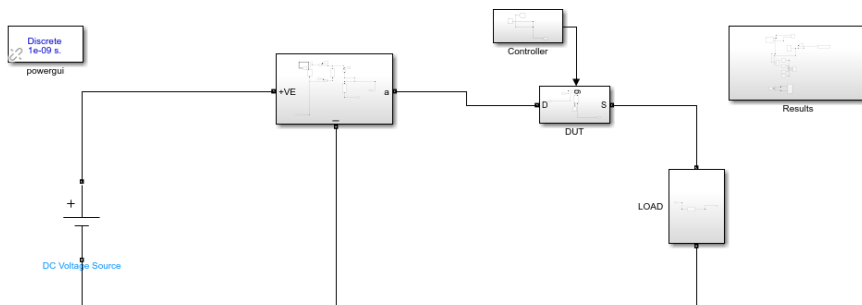 Discrete
1e-09 s.
powergui
Controller
+VE
a
D
g
S
DUT
Results
LOAD
+
DC Voltage Source